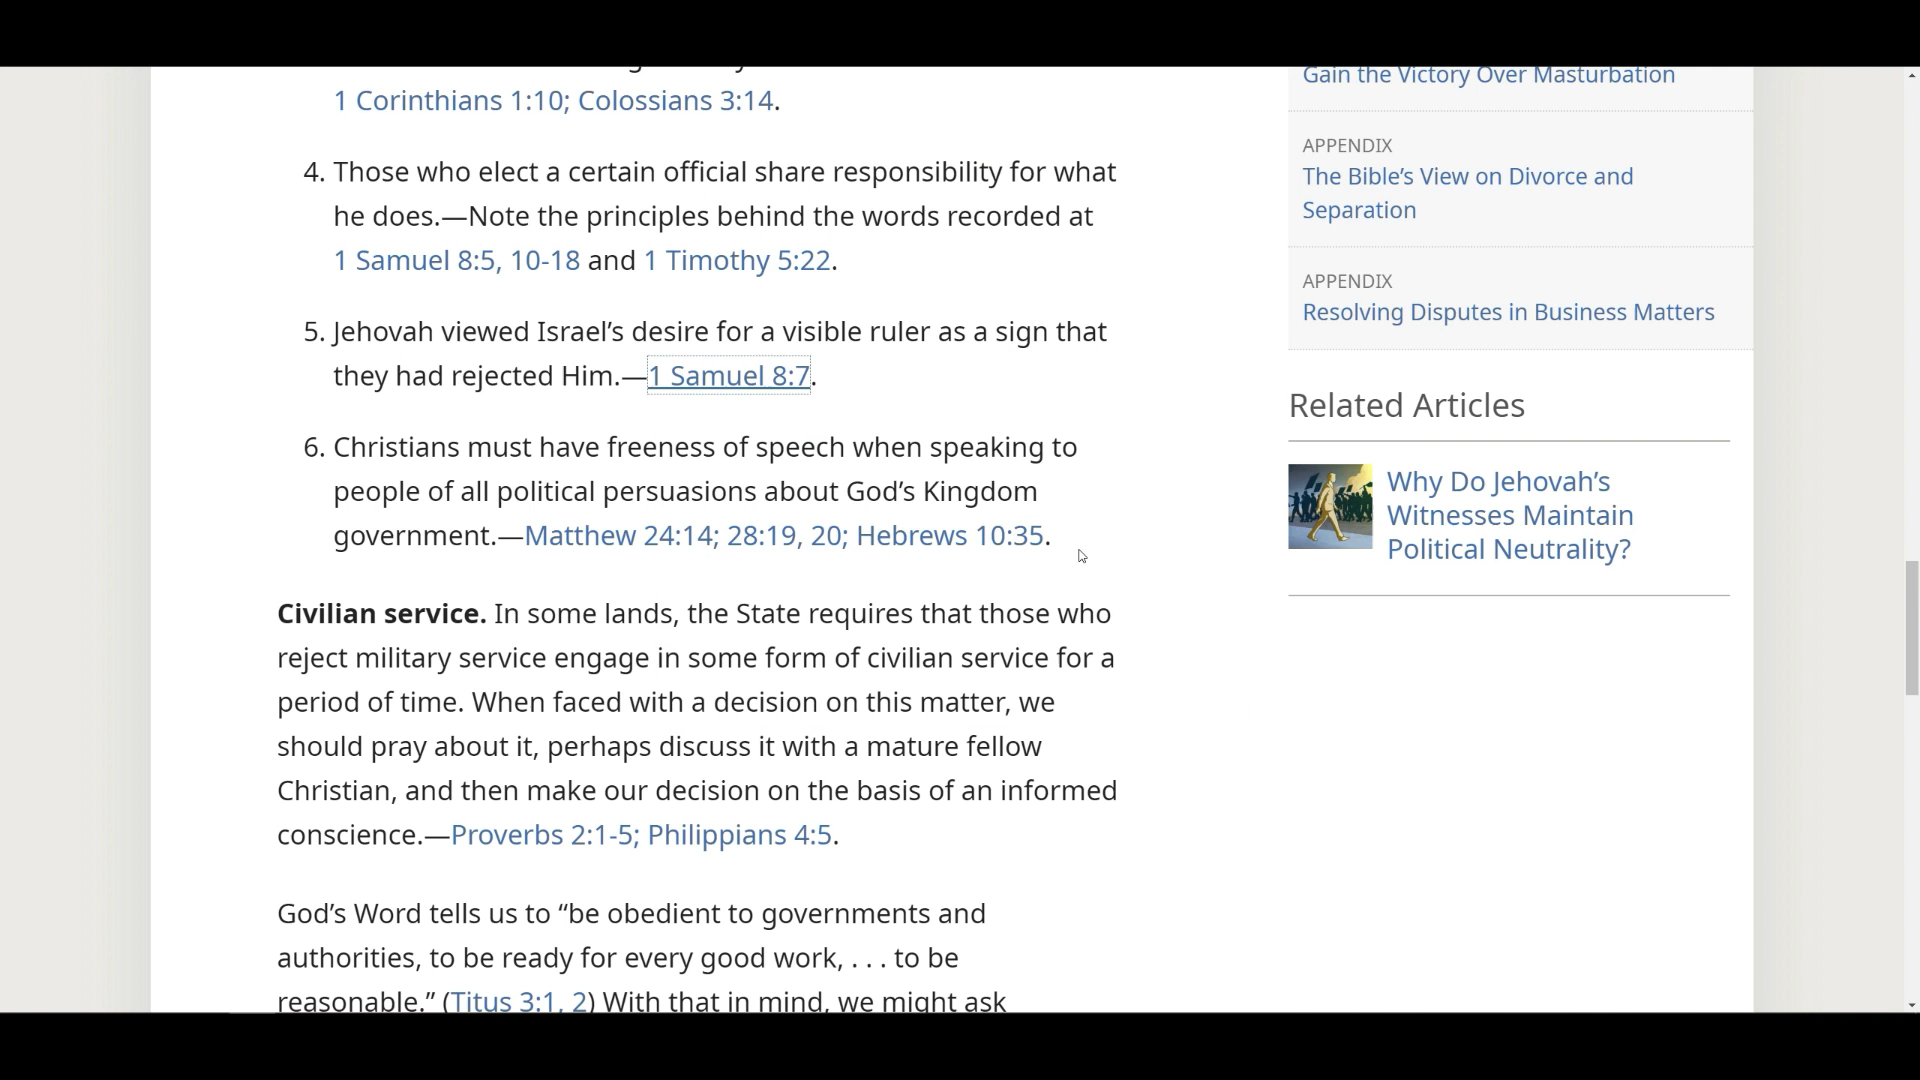 1 Corinthians 1:10; Colossians 3:14.
4. Those who elect a certain official share responsibility for what
he does.—Note the principles behind the words recorded at
1 Samuel 8:5, 10-18 and 1 Timothy 5:22.
5. Jehovah viewed Israel’s desire for a visible ruler as a sign that
they had rejected Him.—1 Samuel 8:7.
6. Christians must have freeness of speech when speaking to
people of all political persuasions about God’s Kingdom
government.—Matthew 24:14; 28:19, 20; Hebrews 10:35.
Civilian service. In some lands, the State requires that those who
reject military service engage in some form of civilian service for a
period of time. When faced with a decision on this matter, we
should pray about it, perhaps discuss it with a mature fellow
Christian, and then make our decision on the basis of an informed
conscience.—Proverbs 2:1-5; Philippians 4:5.
God’s Word tells us to “be obedient to governments and
authorities, to be ready for every good work, . . . to be
reasonable.” (Titus 3:1, 2) With that in mind, we might ask
Gain the Victory Over Masturbation
APPENDIX
The Bible’s View on Divorce and
Separation
APPENDIX
Resolving Disputes in Business Matters
Related Articles
Why Do Jehovah’s
Witnesses Maintain
Political Neutrality?